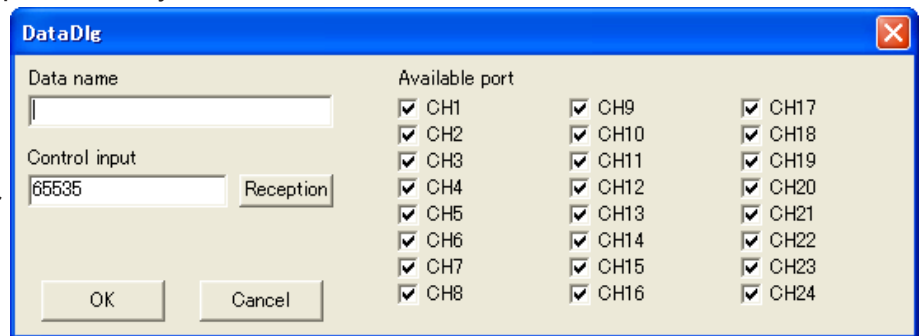 DataDlg
Data name
Control input
65535
Reception
OK
Cancel
Available port
CH1
CH2
CH3
CH4
CH5
CH6
CH7
CH8
CH9
CH10
CH11
CH12
CH13
CH14
CH15
CH16
CH17
CH18
CH19
CH20
CH21
CH22
CH23
CH24